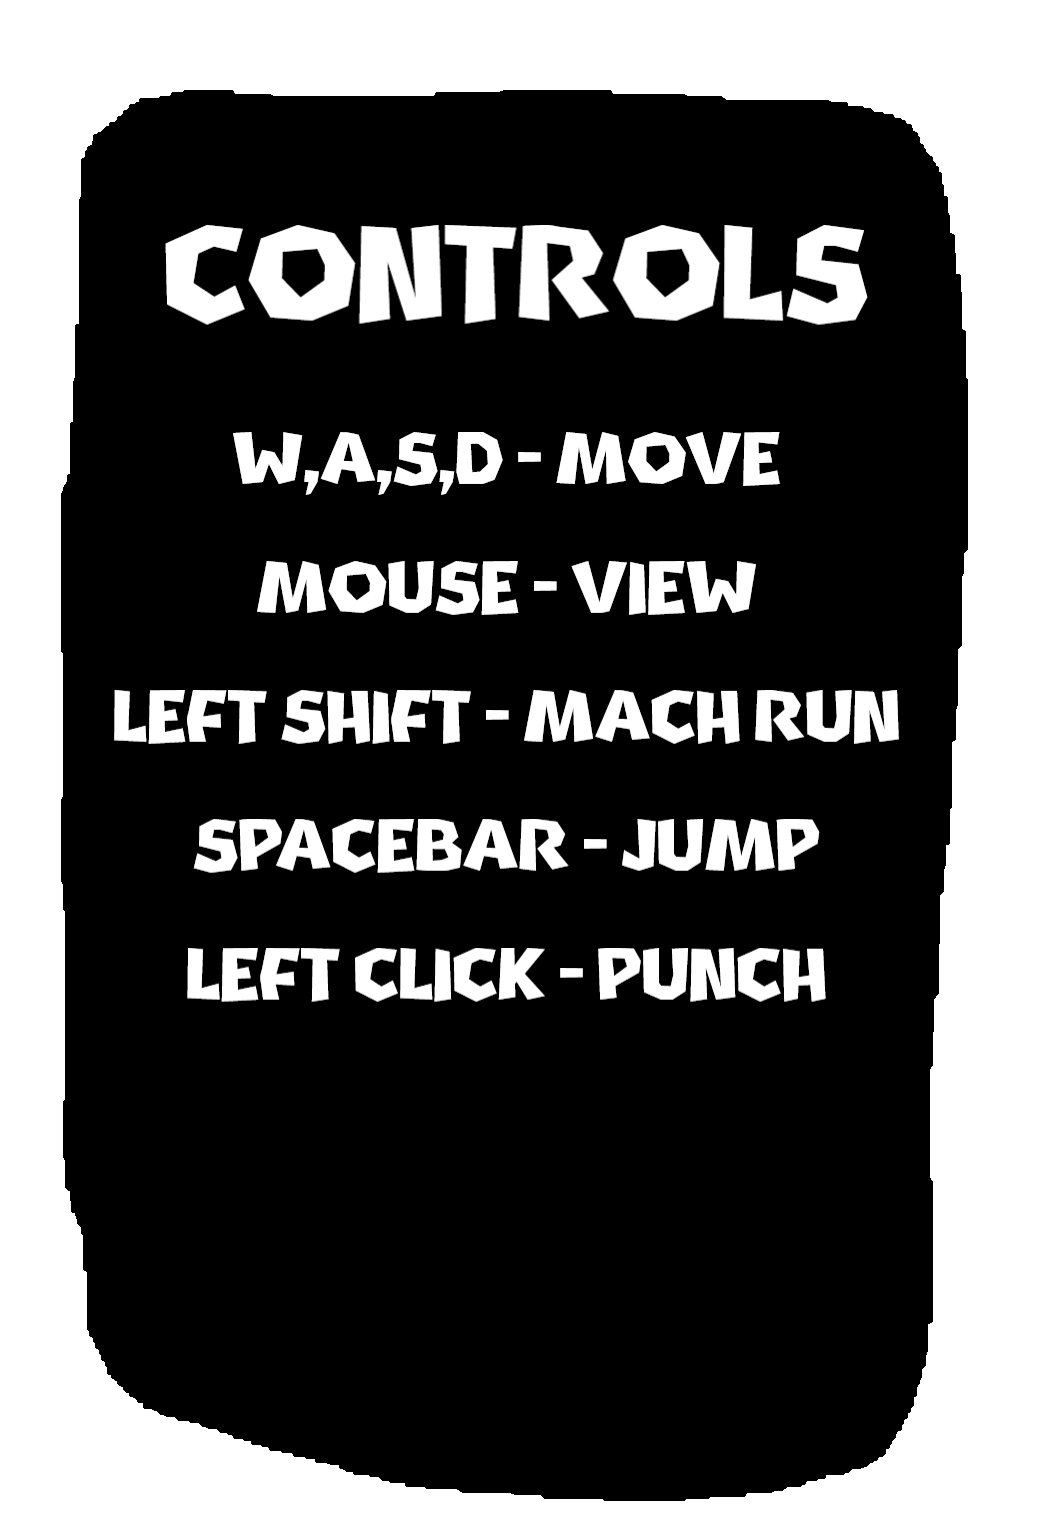 CONTROLS
W,A,S,D - MOVE
MOUSE - VIEW
LEFT SHIFT - MACH RUN
SPACEBAR - JUMP
LEFT CLICK - PUNCH